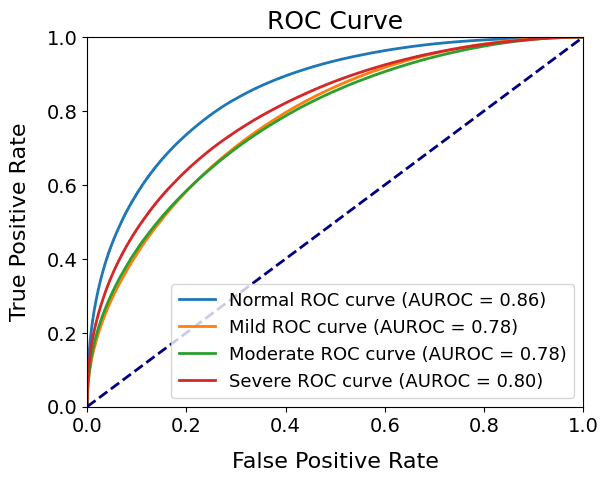 ROC Curve
True Positive Rate
1.0
0.8
0.6
0.4
0.2
0.0
Normal ROC curve (AUROC = 0.86)
Mild ROC curve (AUROC = 0.78)
Moderate ROC curve (AUROC = 0.78)
Severe ROC curve (AUROC = 0.80)
0.0 0.2 0.4 0.6 0.8 1.0
False Positive Rate